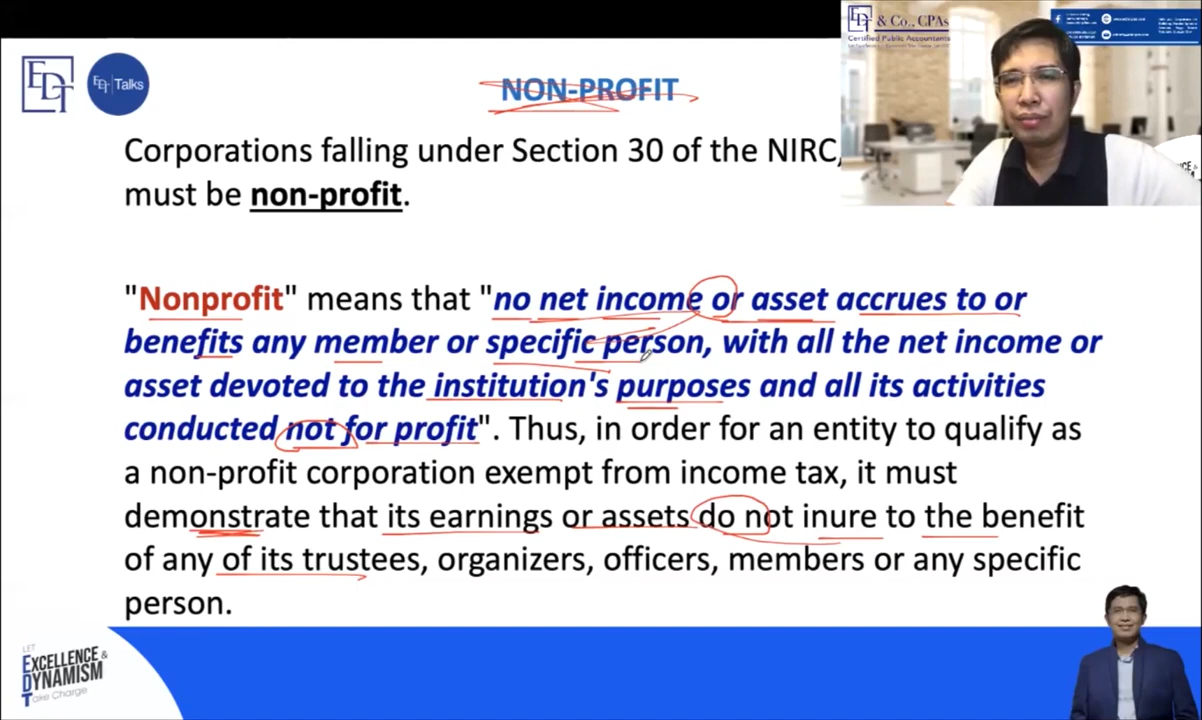 EDT
EDT Talks
EDT & Co., CPAs
Certified Public Accountants
NON-PROFIT
Corporations falling under Section 30 of the NIRC,
must be non-profit.
"Nonprofit" means that "no net income or asset accrues to or
benefits any member or specific person, with all the net income or
asset devoted to the institution's purposes and all its activities
conducted not for profit". Thus, in order for an entity to qualify as
a non-profit corporation exempt from income tax, it must
demonstrate that its earnings or assets do not inure to the benefit
of any of its trustees, organizers, officers, members or any specific
person.
LET
EXCELLENCE &
DYNAMISM
Take Charge